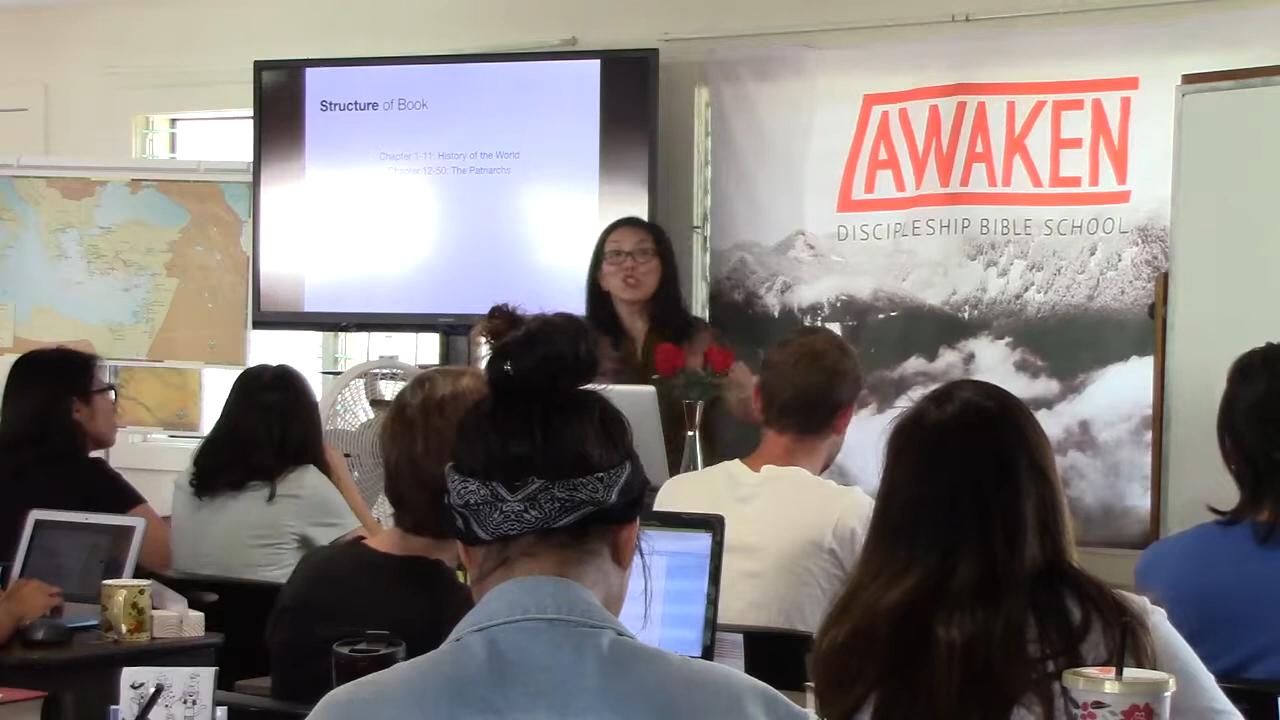 Structure of Book
Chapter 1-11: History of the World
Chapter 12-50: The Patriarchs
AWAKEN
DISCIPLESHIP BIBLE SCHOOL